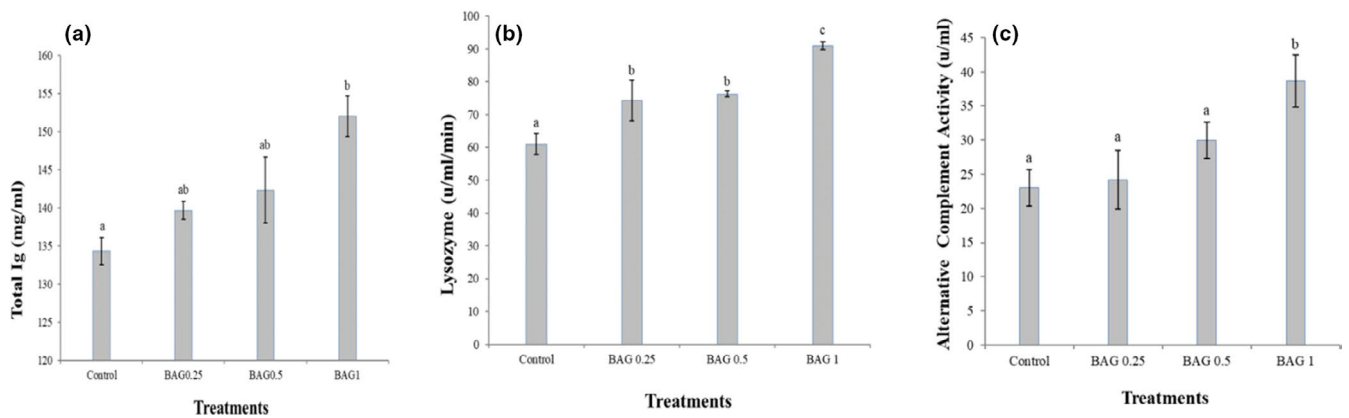 (a)
Total Ig (mg/ml)
160
155
150
145
140
135
130
125
120
a
ab
ab
b
Control BAG0.25 BAG0.5 BAG1
Treatments
(b)
Lysozyme (u/ml/min)
100
90
80
70
60
50
40
30
20
10
0
a
b
b
c
Control BAG 0.25 BAG 0.5 BAG 1
Treatments
(c)
Alternative Complement Activity (u/ml)
45
40
35
30
25
20
15
10
5
0
a
a
a
b
Control BAG 0.25 BAG 0.5 BAG 1
Treatments